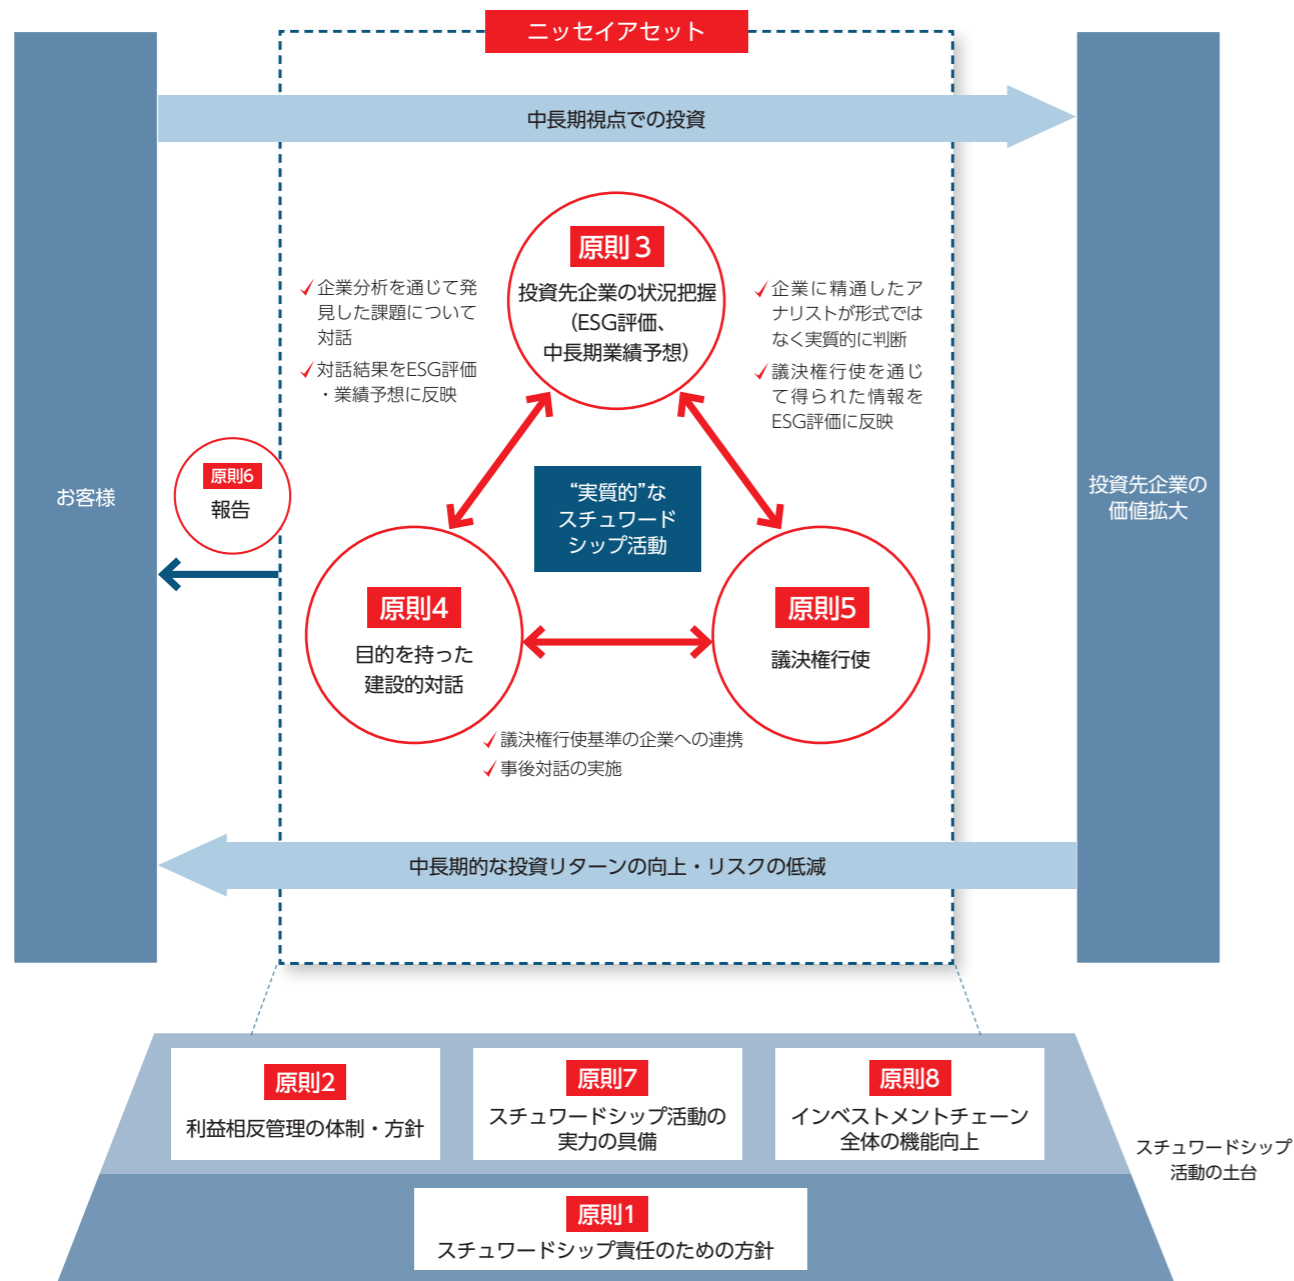 ニッセイアセット
中長期視点での投資
原則3
投資先企業の状況把握
（ESG評価、
中長期業績予想）
企業分析を通じて発
見した課題について
対話
対話結果をESG評価
・業績予想に反映
企業に精通したア
ナリストが形式では
なく実質的に判断
議決権行使を通じ
て得られた情報を
ESG評価に反映
お客様
原則6
報告
“実質的”な
スチュワード
シップ活動
投資先企業の
価値拡大
原則4
目的を持った
建設的対話
原則5
議決権行使
議決権行使基準の企業への連携
事後対話の実施
中長期的な投資リターンの向上・リスクの低減
原則2
利益相反管理の体制・方針
原則7
スチュワードシップ活動の
実力の具備
原則8
インベストメントチェーン
全体の機能向上
スチュワードシップ
活動の土台
原則1
スチュワードシップ責任のための方針